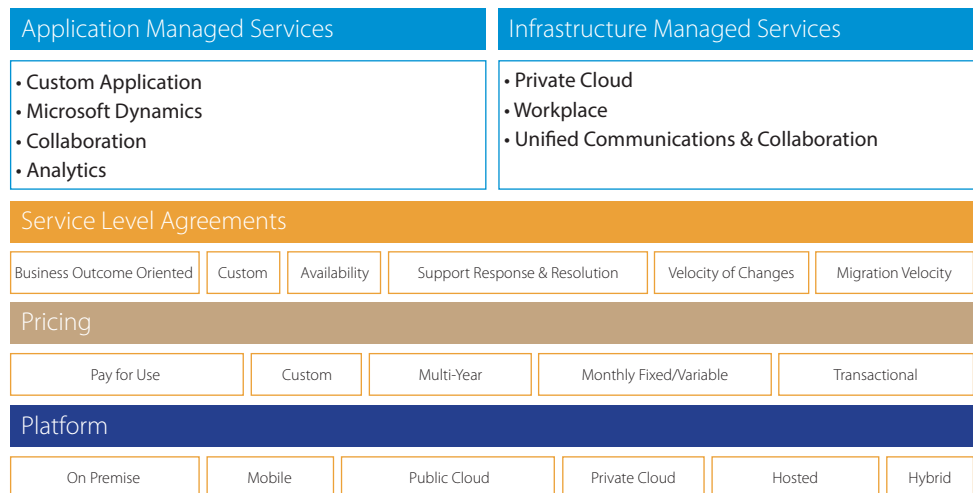 Application Managed Services
Infrastructure Managed Services
• Custom Application
• Microsoft Dynamics
• Collaboration
• Analytics
• Private Cloud
• Workplace
• Unified Communications & Collaboration
Service Level Agreements
Business Outcome Oriented
Custom
Availability
Support Response & Resolution
Velocity of Changes
Migration Velocity
Pricing
Pay for Use
Custom
Multi-Year
Monthly Fixed/Variable
Transactional
Platform
On Premise
Mobile
Public Cloud
Private Cloud
Hosted
Hybrid